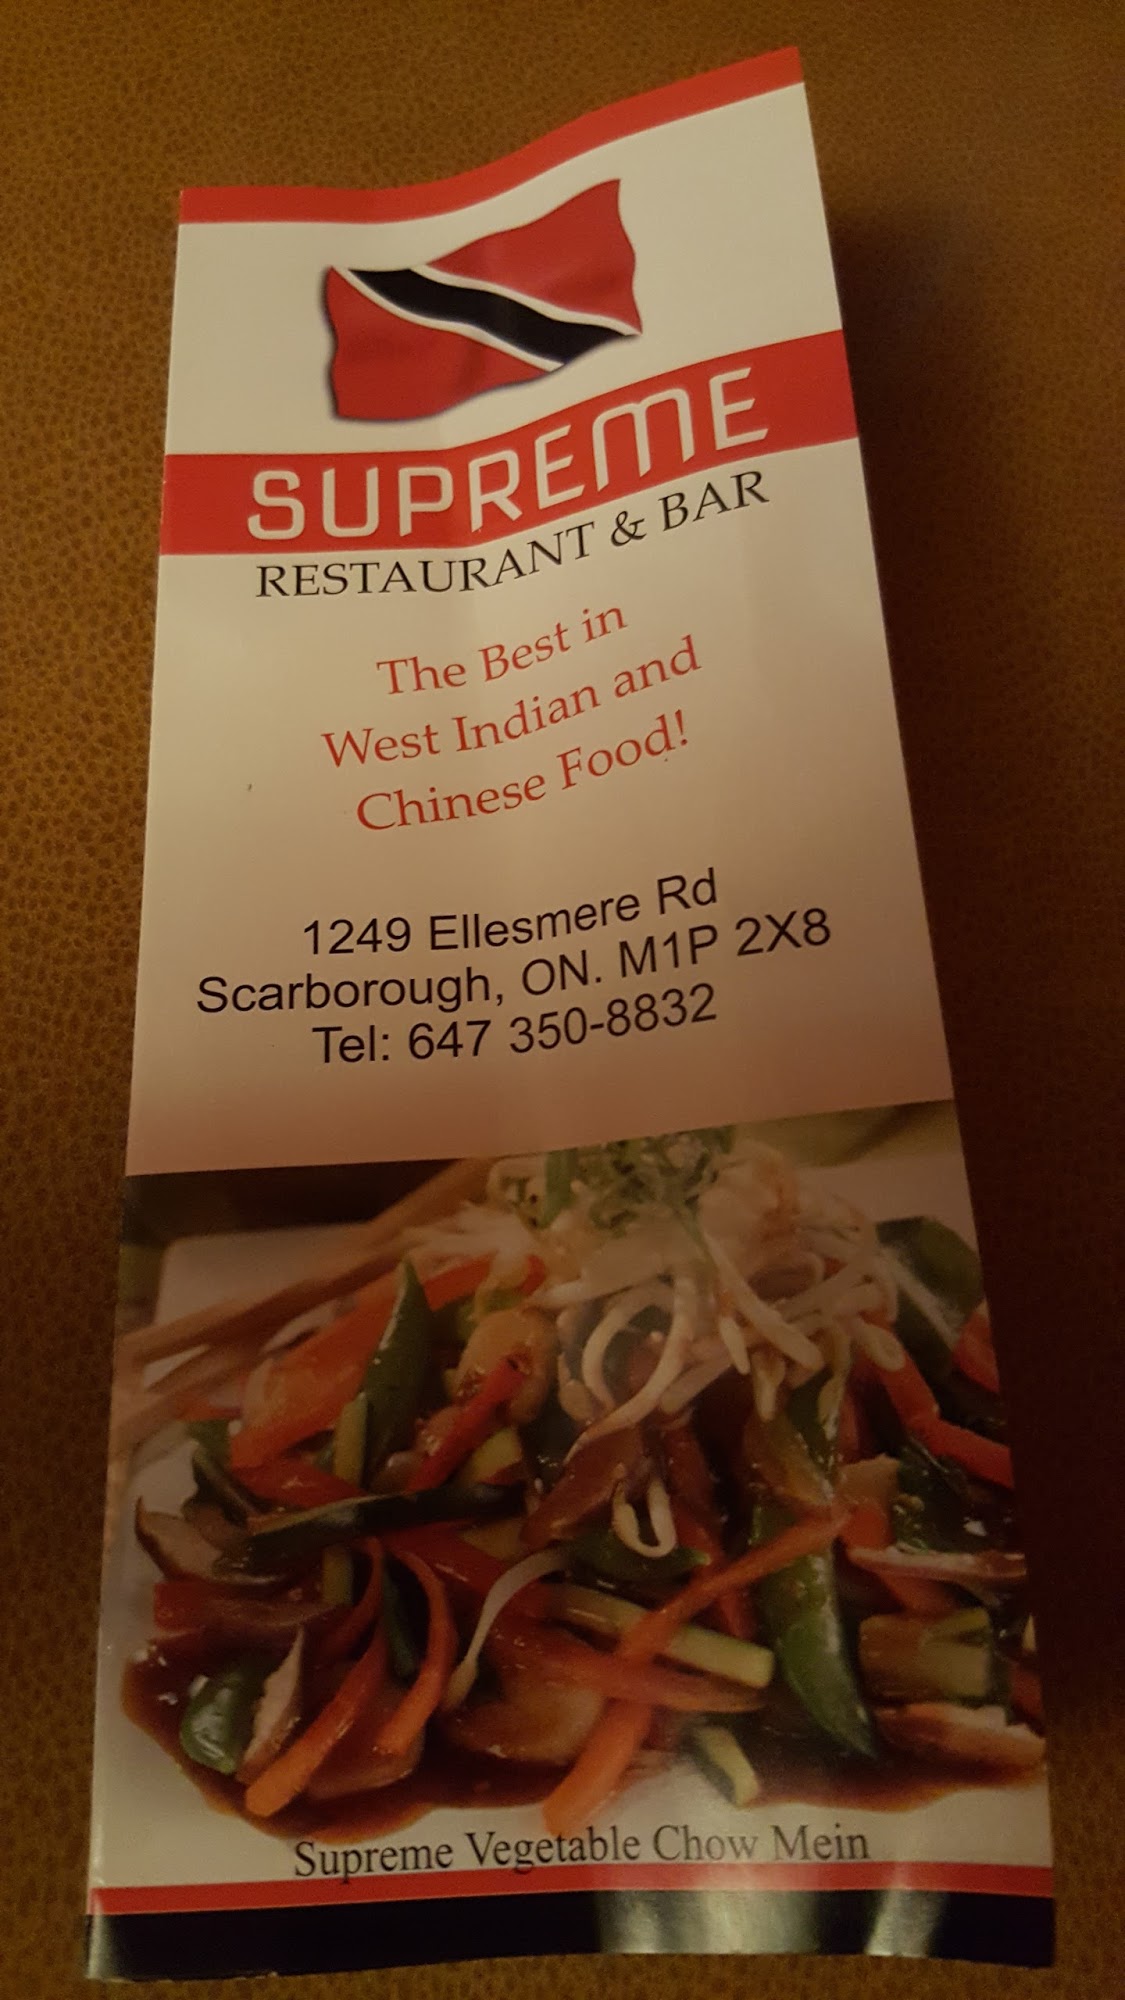 SUPREME
RESTAURANT & BAR
The Best in
West Indian and
Chinese Food!
1249 Ellesmere Rd
Scarborough, ON. M1P 2X8
Tel: 647 350-8832
Supreme Vegetable Chow Mein